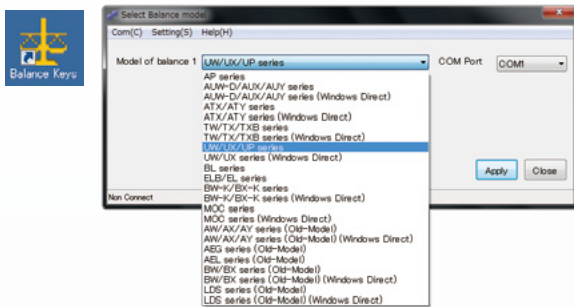 Balance Keys
Select Balance model
Com(C) Setting(S) Help(H)
Model of balance 1 UW/UX/UP series COM Port COM1
AP series
AUW-D/AUX/AUY series
AUW-D/AUX/AUY series (Windows Direct)
ATX/ATY series
ATX/ATY series (Windows Direct)
TW/TX/TXB series
TW/TX/TXB series (Windows Direct)
UW/UX/UP series
UW/UX series (Windows Direct)
BL series
ELB/EL series
BW-K/BX-K series
BW-K/BX-K series (Windows Direct)
MOC series
MOC series (Windows Direct)
AW/AX/AY series (Old-Model)
AW/AX/AY series (Old-Model) (Windows Direct)
AEG series (Old-Model)
AEL series (Old-Model)
BW/BX series (Old-Model)
BW/BX series (Old-Model) (Windows Direct)
LDS series (Old-Model)
LDS series (Old-Model) (Windows Direct)
Apply Close
Non Connect